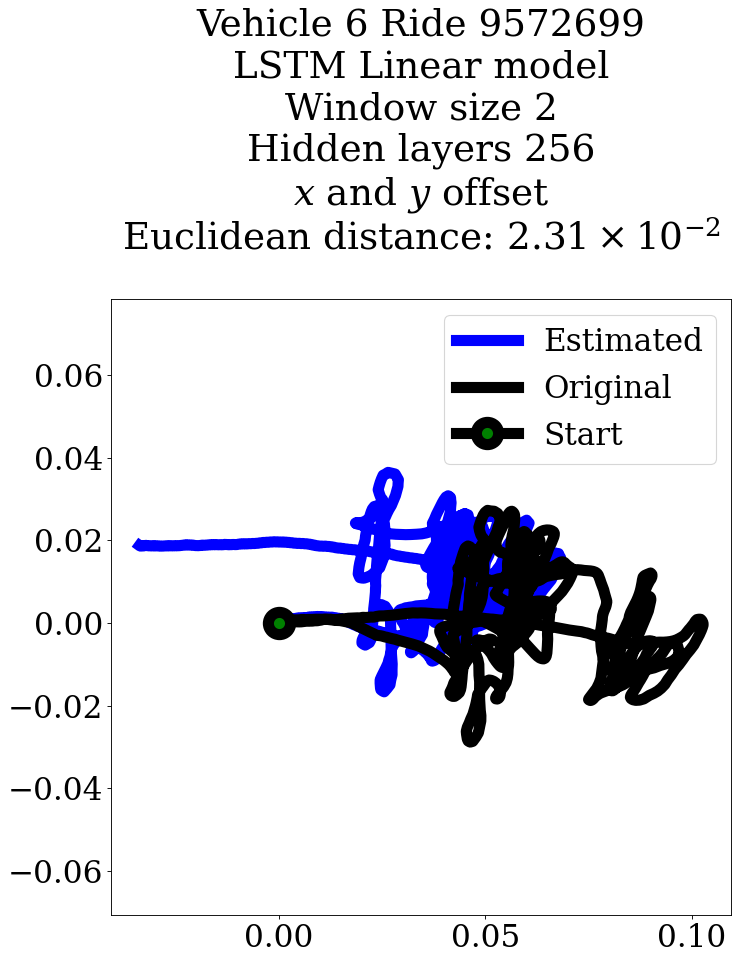 Vehicle 6 Ride 9572699
LSTM Linear model
Window size 2
Hidden layers 256
x and y offset
Euclidean distance: 2.31 × 10⁻²
Estimated
Original
Start
0.06
0.04
0.02
0.00
−0.02
−0.04
−0.06
0.00 0.05 0.10